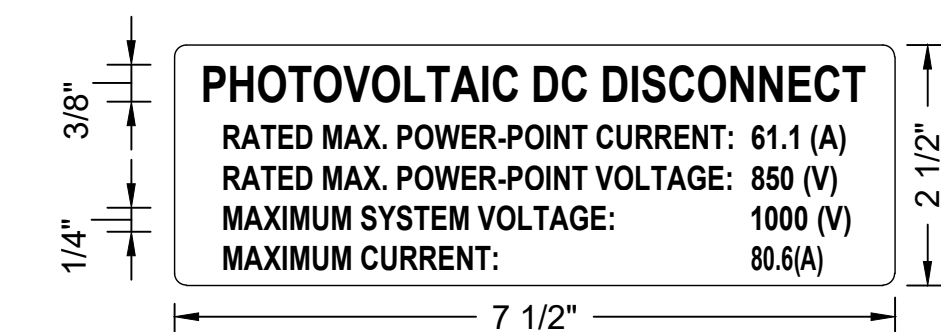 PHOTOVOLTAIC DC DISCONNECT
RATED MAX. POWER-POINT CURRENT: 61.1 (A)
RATED MAX. POWER-POINT VOLTAGE: 850 (V)
MAXIMUM SYSTEM VOLTAGE: 1000 (V)
MAXIMUM CURRENT: 80.6(A)
3/8"
1/4"
2 1/2"
7 1/2"